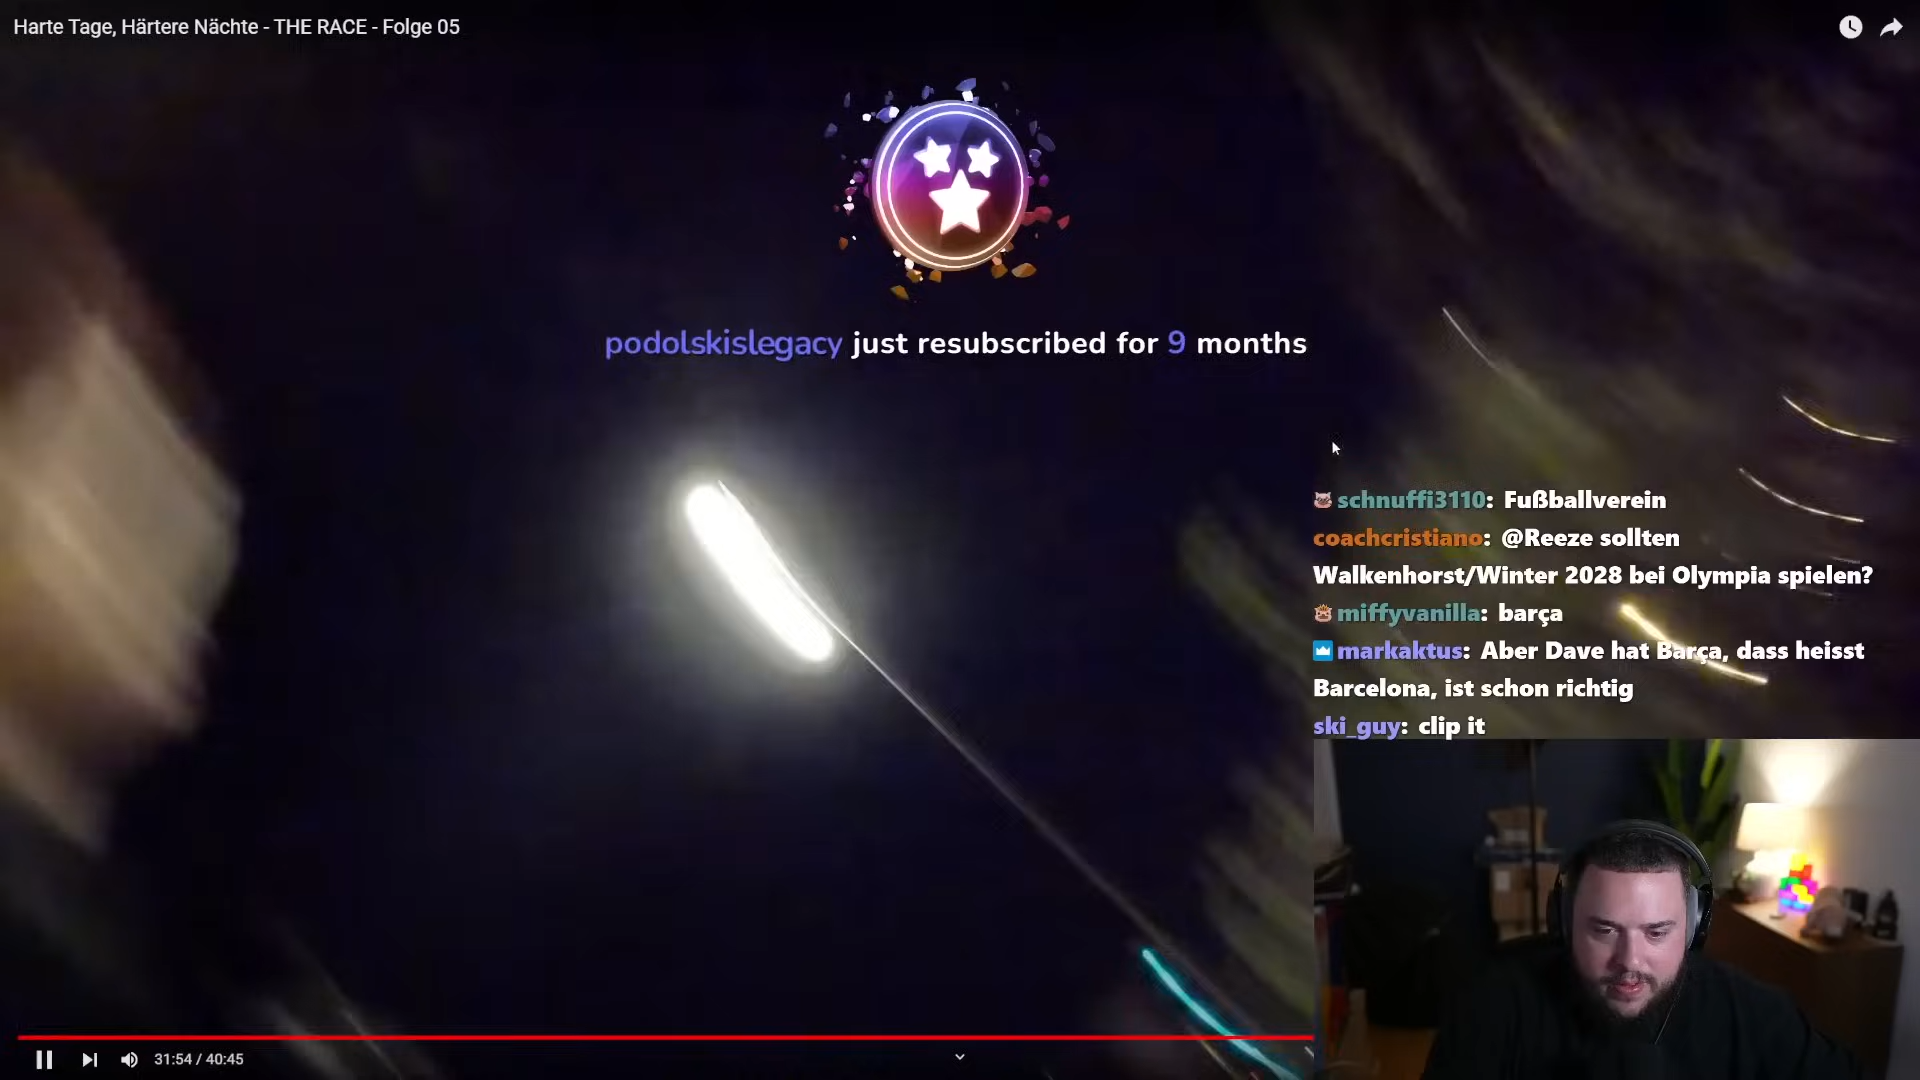 Harte Tage, Härtere Nächte - THE RACE - Folge 05
podolskislegacy just resubscribed for 9 months
schnuffi3110: Fußballverein
coachcristiano: @Reeze sollten
Walkenhorst/Winter 2028 bei Olympia spielen?
miffyvanilla: barça
markaktus: Aber Dave hat Barça, dass heisst
Barcelona, ist schon richtig
ski_guy: clip it
31:54 / 40:45